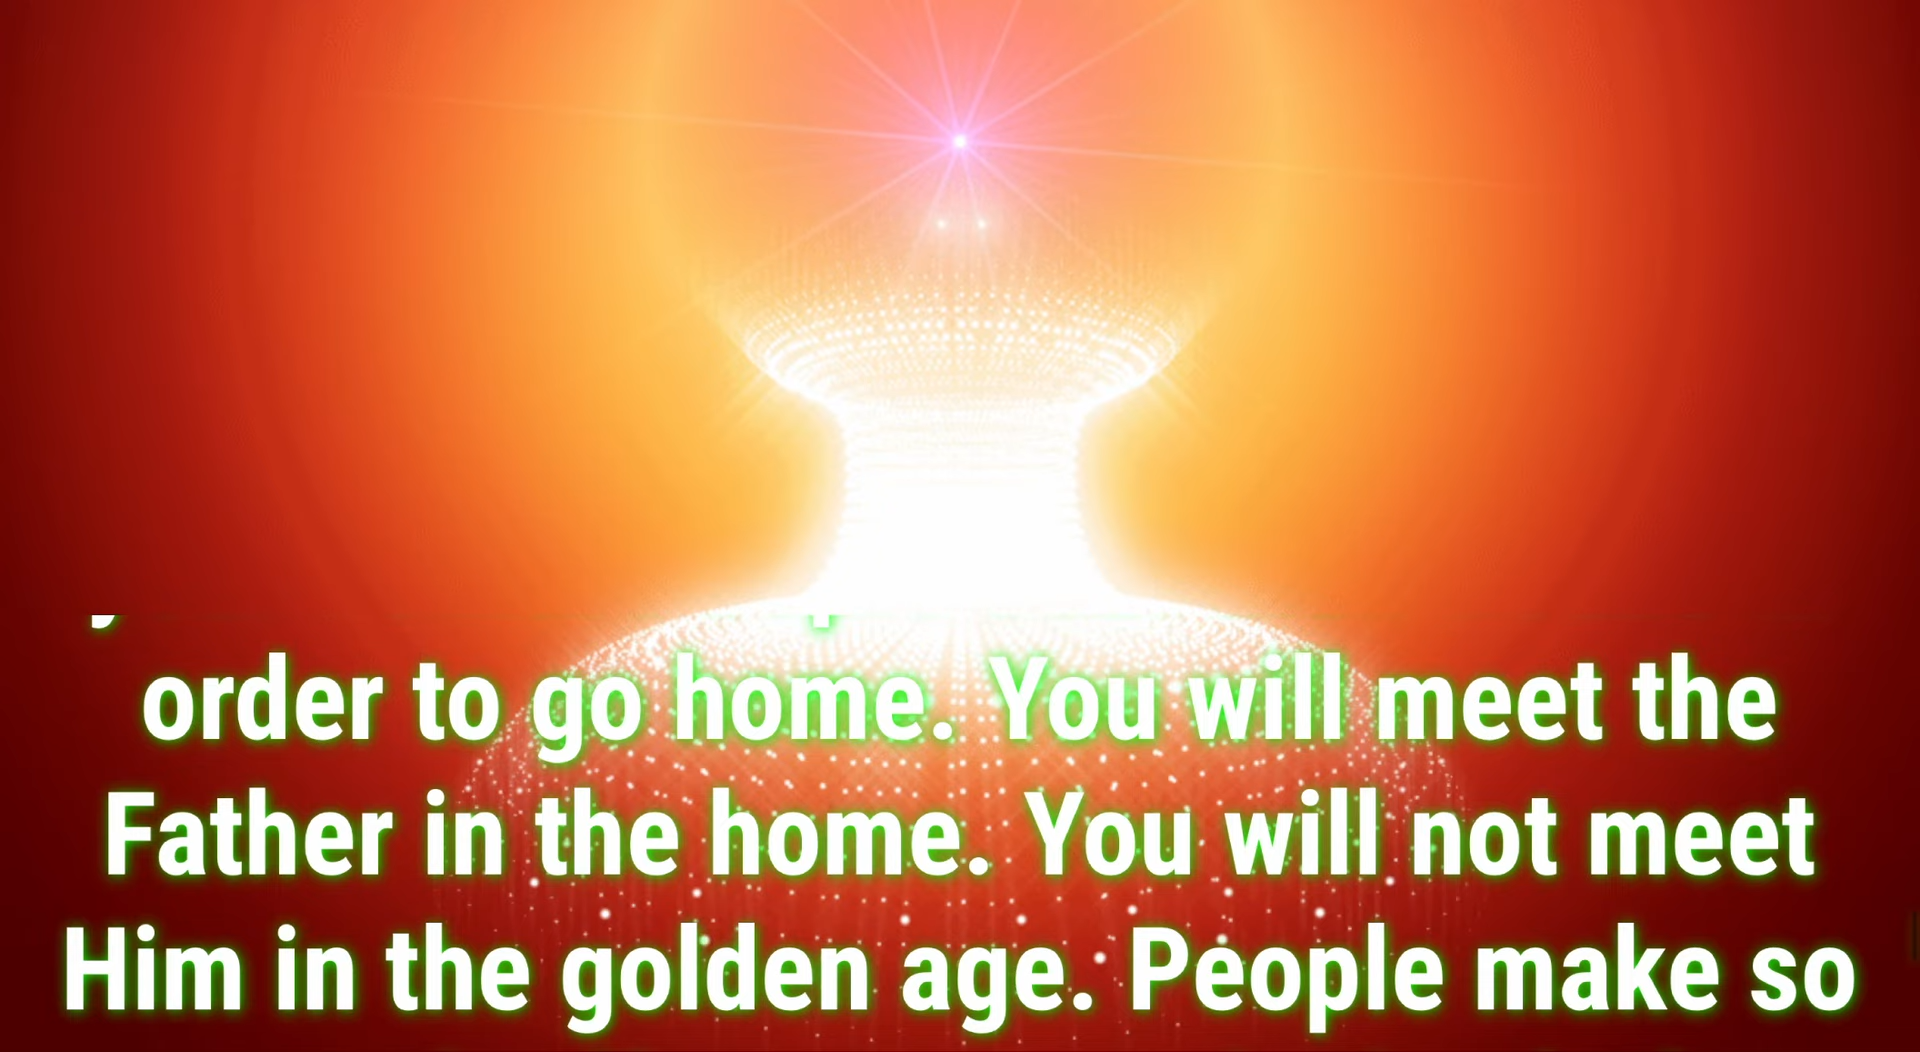 order to go home. You will meet the
Father in the home. You will not meet
Him in the golden age. People make so